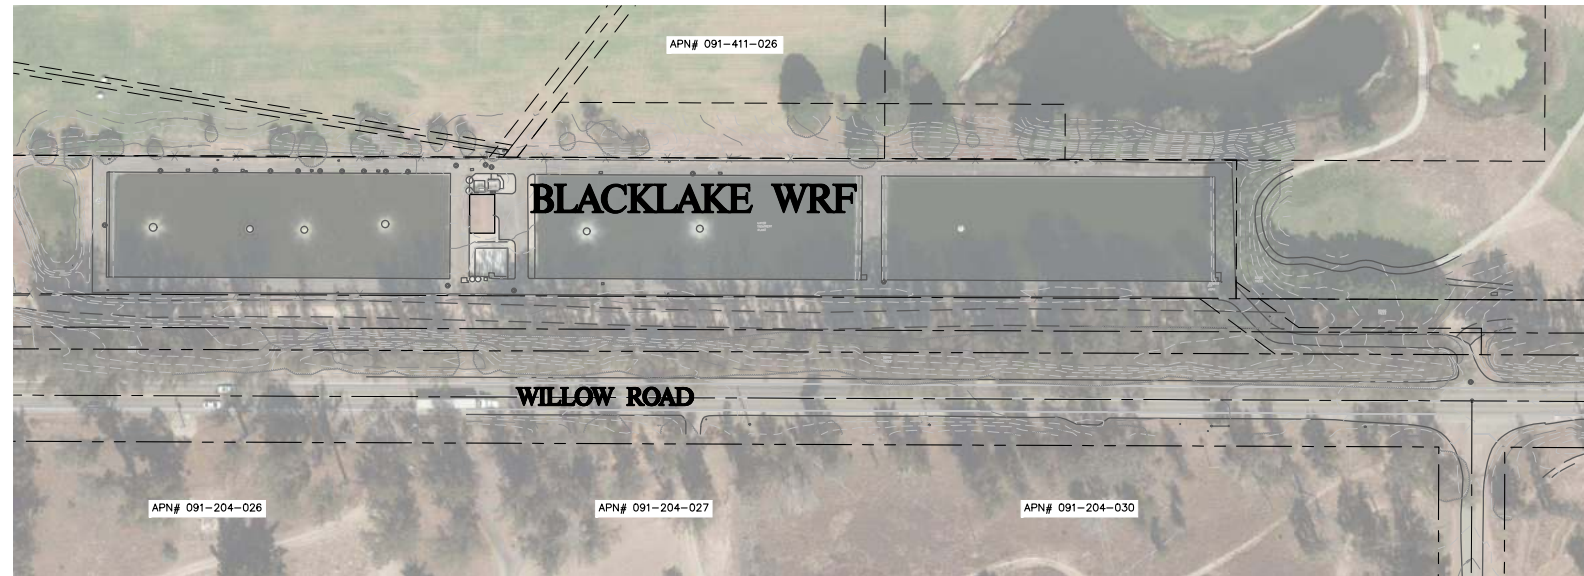 APN# 091-411-026
BLACKLAKE WRF
WILLOW ROAD
APN# 091-204-026
APN# 091-204-027
APN# 091-204-030